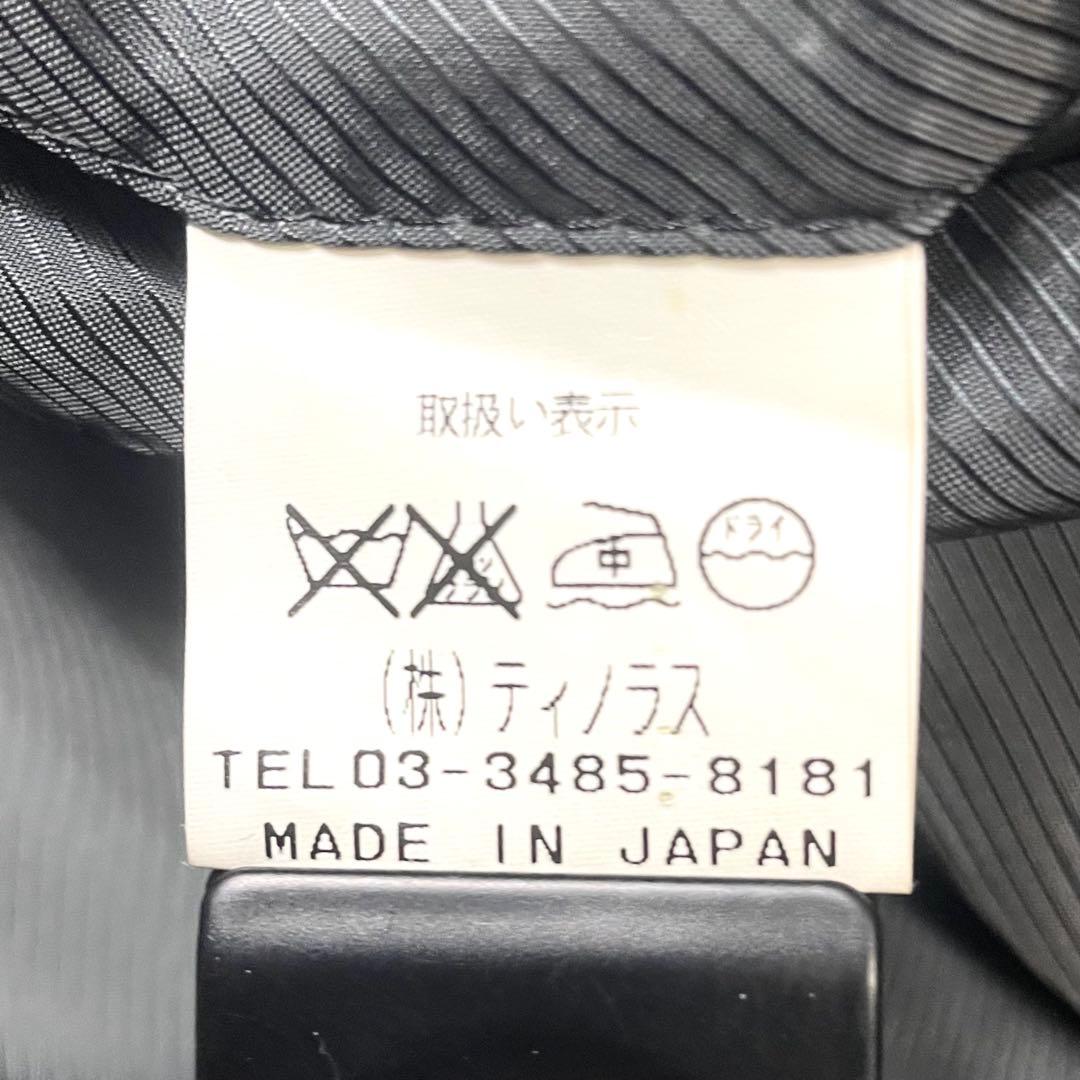 取扱い表示
中 ドライ
(株)ティノラス
TEL03-3485-8181
MADE IN JAPAN